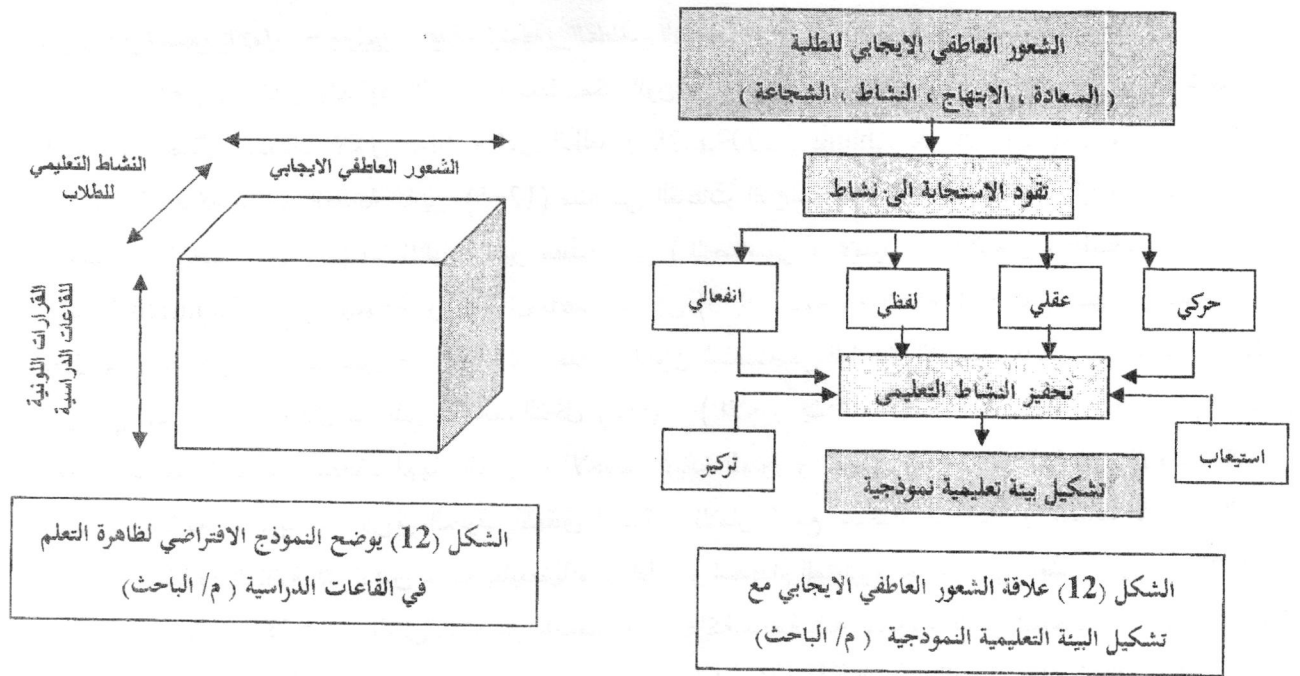 الشعور العاطفي الايجابي للطلبة
( السعادة ، الابتهاج ، النشاط ، الشجاعة )
تقود الاستجابة الى نشاط
حركي
عقلي
لفظي
انفعالي
تحفيز النشاط التعليمي
استيعاب
تركيز
تشكيل بيئة تعليمية نموذجية
الشكل (12) علاقة الشعور العاطفي الايجابي مع
تشكيل البيئة التعليمية النموذجية ( م/ الباحث)
الشعور العاطفي الايجابي
النشاط التعليمي
للطلاب
القرارات اللونية
للقاعات الدراسية
الشكل (12) يوضح النموذج الافتراضي لظاهرة التعلم
في القاعات الدراسية ( م/ الباحث)